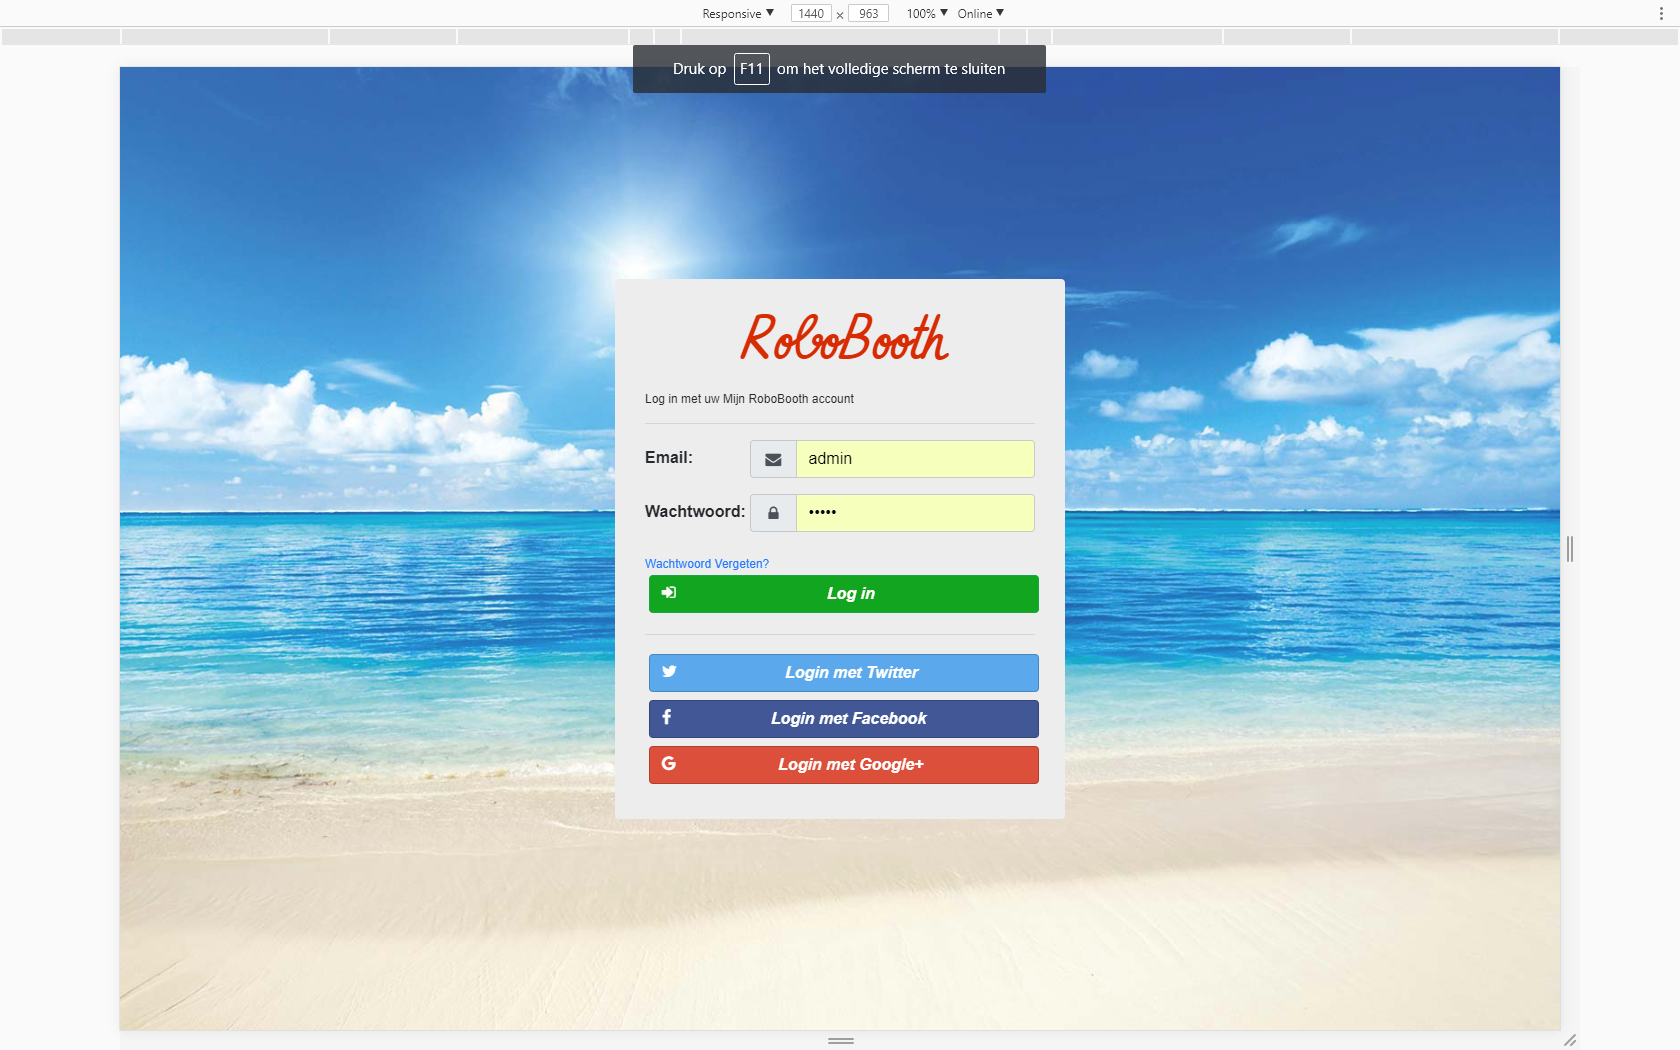 Responsive ▼ 1440 × 963 100% ▼ Online ▼
Druk op F11 om het volledige scherm te sluiten
RoboBooth
Log in met uw Mijn RoboBooth account
Email: admin
Wachtwoord: •••••
Wachtwoord Vergeten?
Log in
Login met Twitter
Login met Facebook
Login met Google+